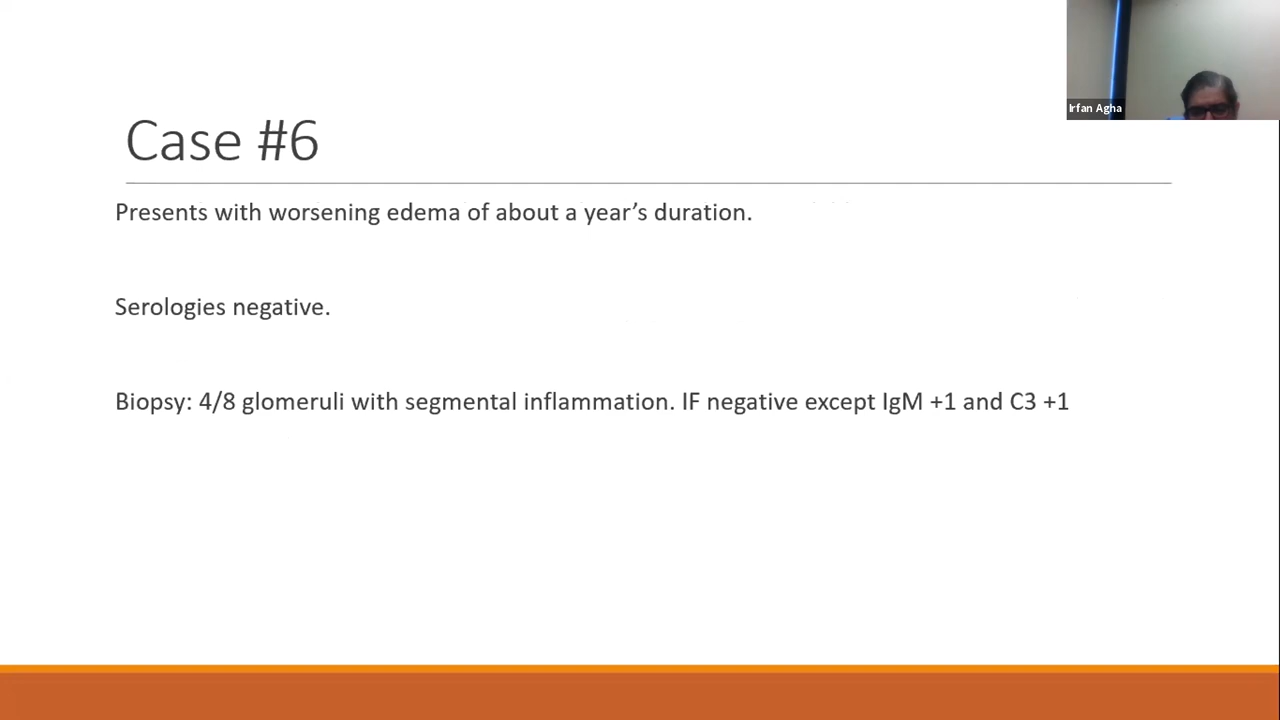 Irfan Agha
Case #6
Presents with worsening edema of about a year’s duration.
Serologies negative.
Biopsy: 4/8 glomeruli with segmental inflammation. IF negative except IgM +1 and C3 +1